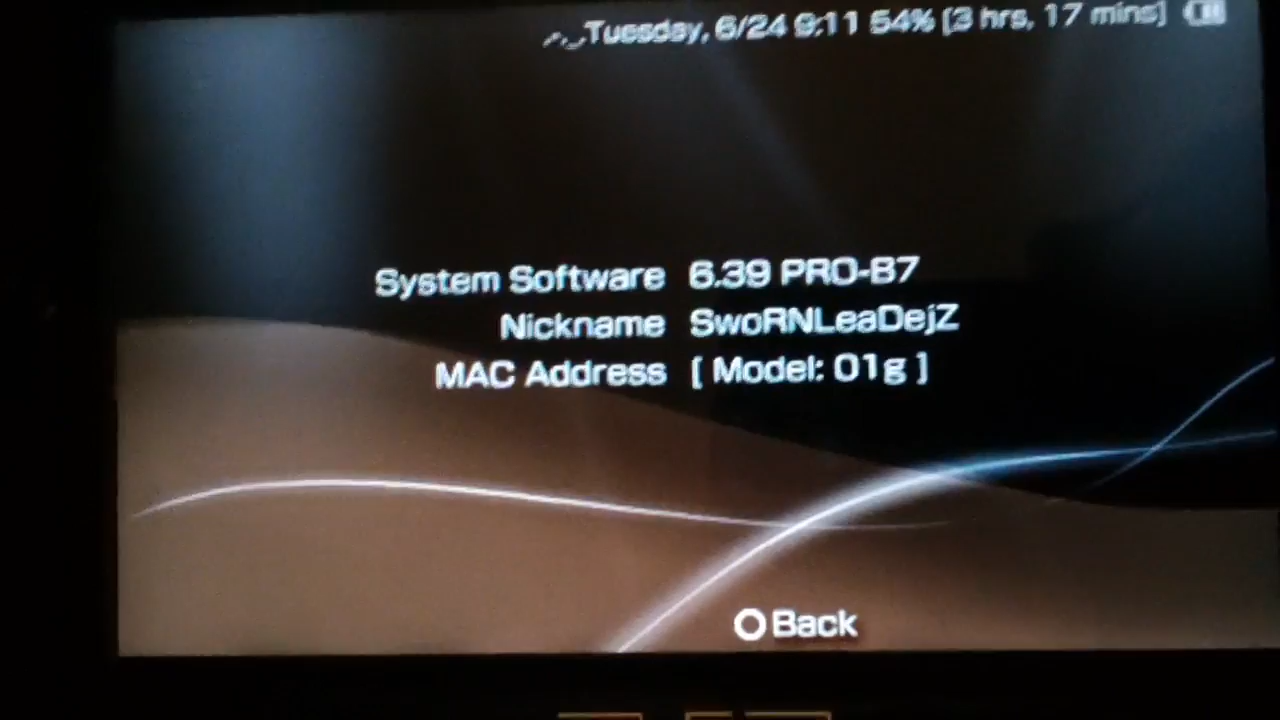 Tuesday, 6/24 9:11 54% [3 hrs, 17 mins]
System Software 6.39 PRO-B7
Nickname SwoRNLeaDejZ
MAC Address [ Model: 01g ]
Back